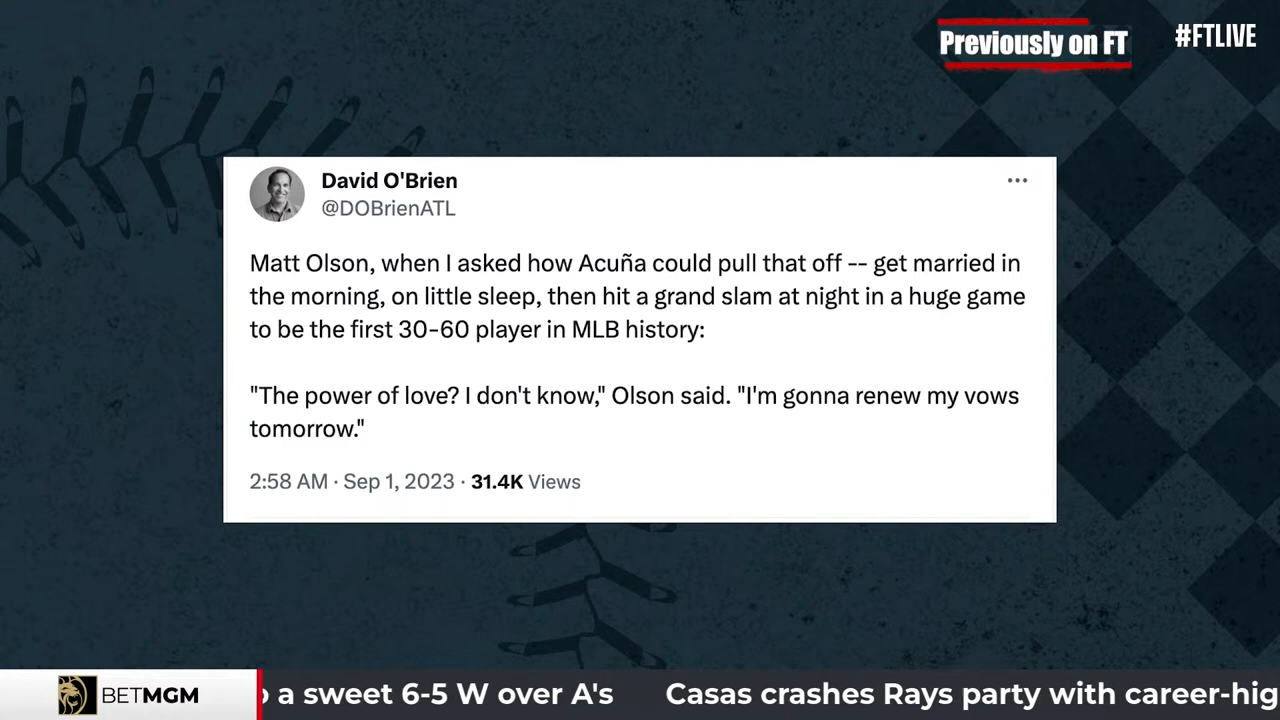 Previously on FT
#FTLIVE
David O'Brien
@DOBrienATL
Matt Olson, when I asked how Acuña could pull that off -- get married in
the morning, on little sleep, then hit a grand slam at night in a huge game
to be the first 30-60 player in MLB history:
"The power of love? I don't know," Olson said. "I'm gonna renew my vows
tomorrow."
2:58 AM · Sep 1, 2023 · 31.4K Views
BETMGM
a sweet 6-5 W over A's Casas crashes Rays party with career-hig